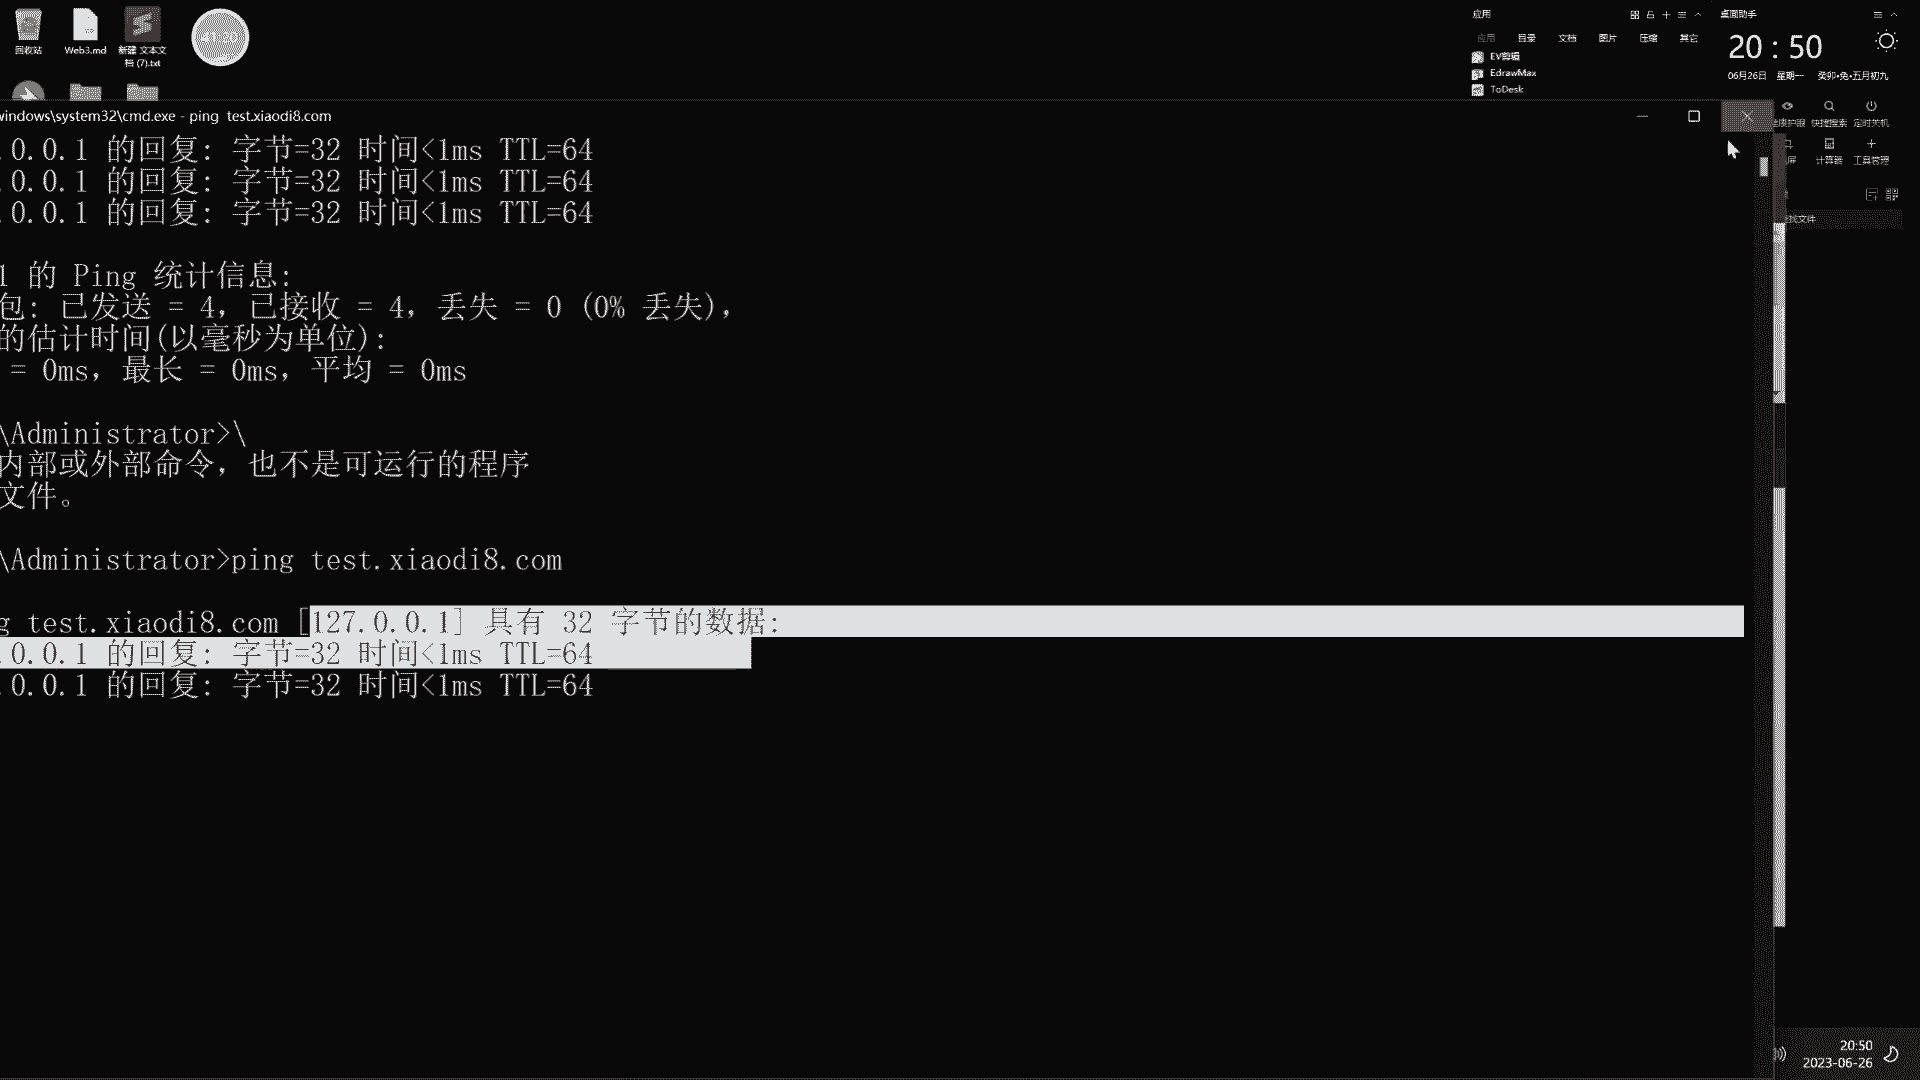 回收站
Web3.md
新建 文本文
档 (7).txt
41:20
应用
应用 目录 文档 图片 压缩 其它
EV剪辑
EdrawMax
ToDesk
桌面助手
20 : 50
06月26日 星期一 癸卯•兔•五月初九
健康护眼 快捷搜索 定时关机
屏 计算器 工具管理
找文件
windows\system32\cmd.exe - ping test.xiaodi8.com
.0.0.1 的回复: 字节=32 时间<1ms TTL=64
.0.0.1 的回复: 字节=32 时间<1ms TTL=64
.0.0.1 的回复: 字节=32 时间<1ms TTL=64
1 的 Ping 统计信息:
包: 已发送 = 4，已接收 = 4，丢失 = 0 (0% 丢失)，
的估计时间(以毫秒为单位):
= 0ms，最长 = 0ms，平均 = 0ms
\Administrator>\
内部或外部命令，也不是可运行的程序
文件。
\Administrator>ping test.xiaodi8.com
g test.xiaodi8.com [127.0.0.1] 具有 32 字节的数据:
.0.0.1 的回复: 字节=32 时间<1ms TTL=64
.0.0.1 的回复: 字节=32 时间<1ms TTL=64
20:50
2023-06-26